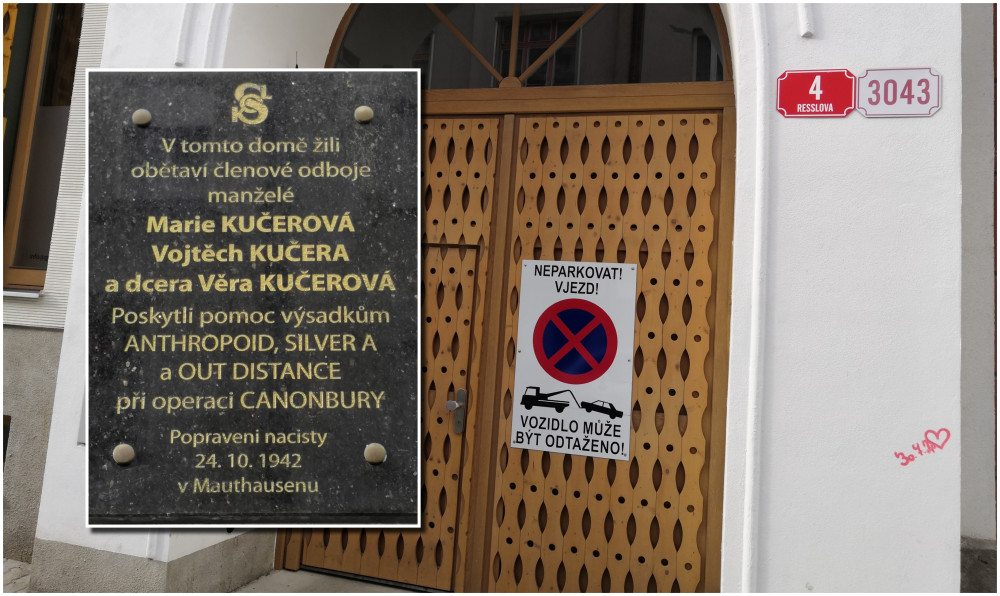 V tomto domě žili
obětaví členové odboje
manželé
Marie KUČEROVÁ
Vojtěch KUČERA
a dcera Věra KUČEROVÁ
Poskytli pomoc výsadkům
ANTHROPOID, SILVER A
a OUT DISTANCE
při operaci CANONBURY
Popraveni nacisty
24. 10. 1942
v Mauthausenu
NEPARKOVAT!
VJEZD!
VOZIDLO MŮŽE
BÝT ODTAŽENO!
4
RESSLOVA
3043